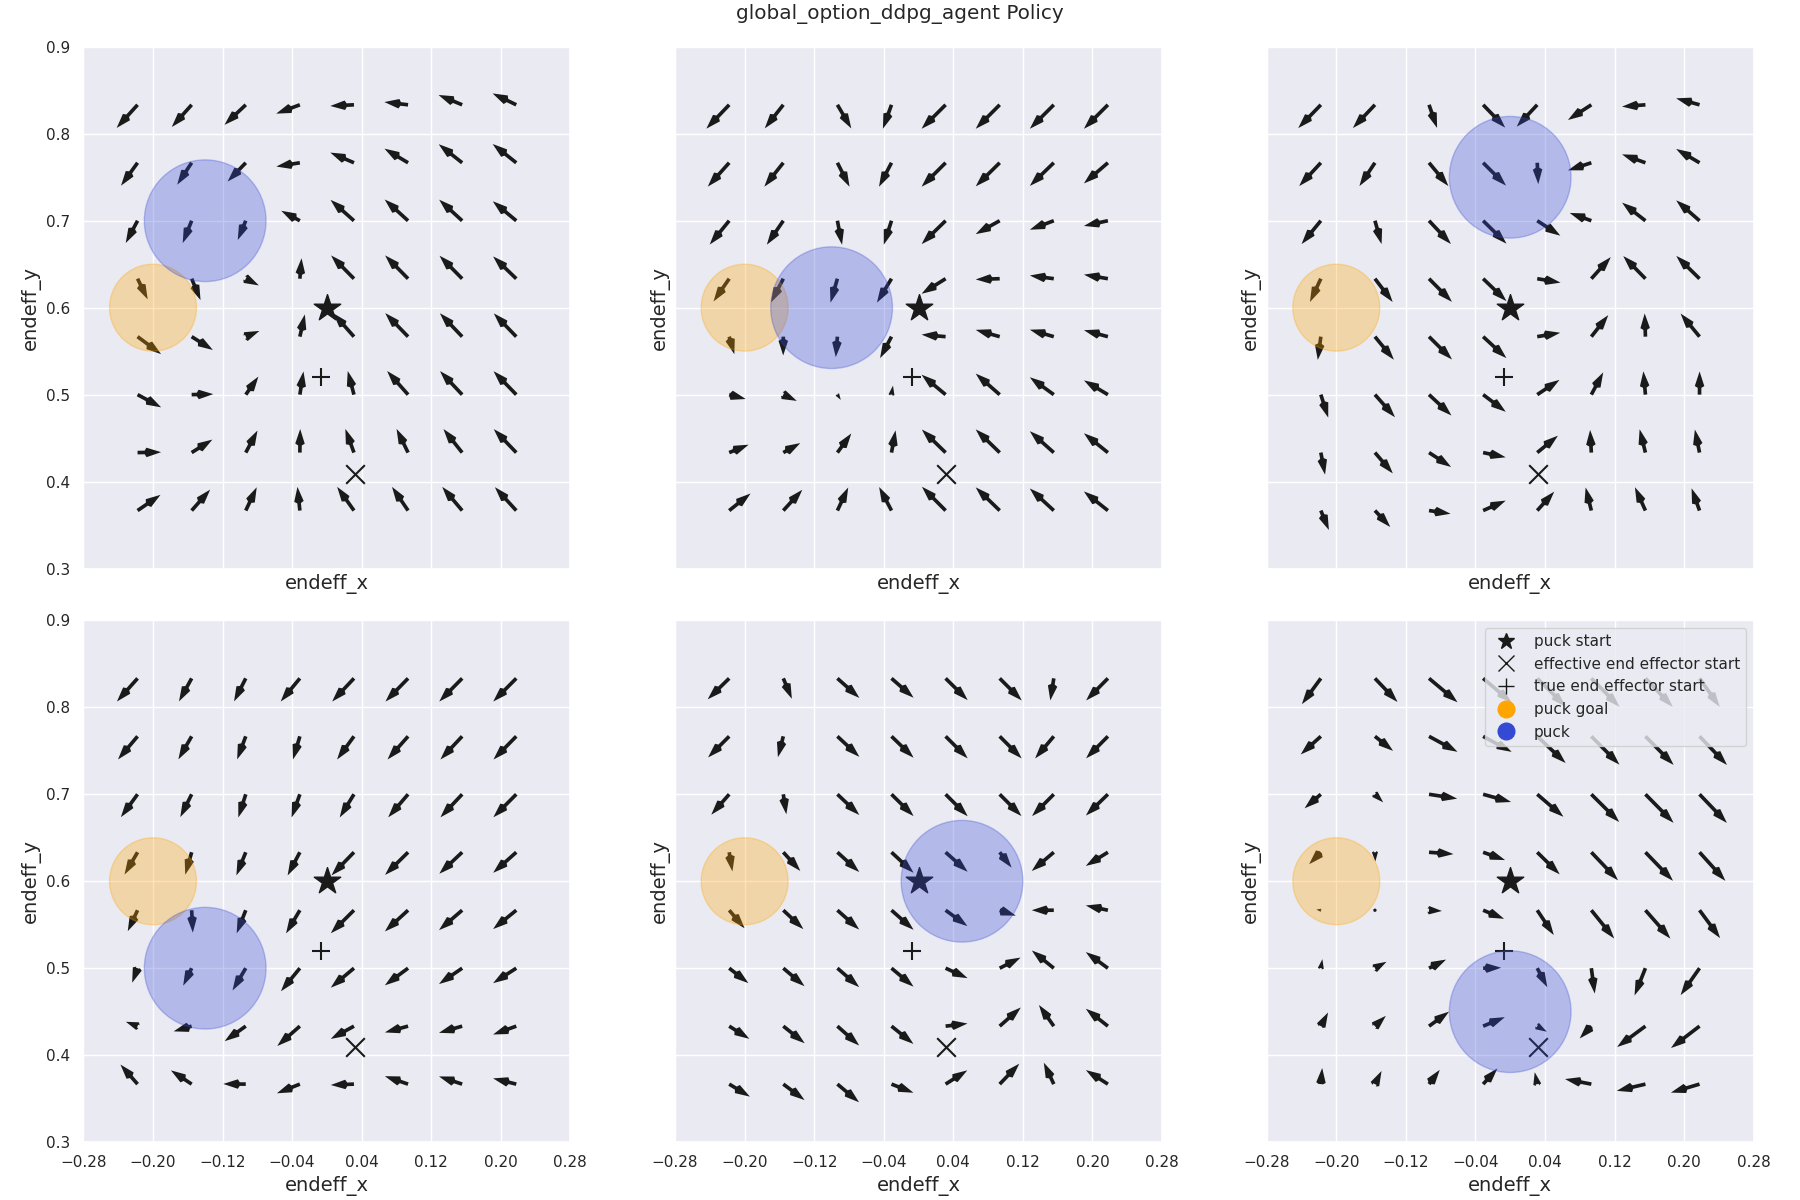 global_option_ddpg_agent Policy
0.9
0.8
0.7
0.6
0.5
0.4
0.3
endeff_y
endeff_x
endeff_y
endeff_x
endeff_y
endeff_x
0.9
0.8
0.7
0.6
0.5
0.4
0.3
endeff_y
−0.28 −0.20 −0.12 −0.04 0.04 0.12 0.20 0.28
endeff_x
endeff_y
−0.28 −0.20 −0.12 −0.04 0.04 0.12 0.20 0.28
endeff_x
puck start
effective end effector start
true end effector start
puck goal
puck
endeff_y
−0.28 −0.20 −0.12 −0.04 0.04 0.12 0.20 0.28
endeff_x